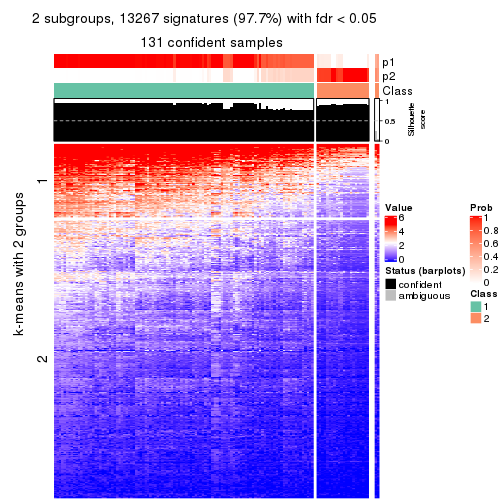 2 subgroups, 13267 signatures (97.7%) with fdr < 0.05
131 confident samples
p1
p2
Class
1
0.5
0
Silhouette
score
k-means with 2 groups
1
2
Value
6
4
2
0
Status (barplots)
confident
ambiguous
Prob
1
0.8
0.6
0.4
0.2
0
Class
1
2